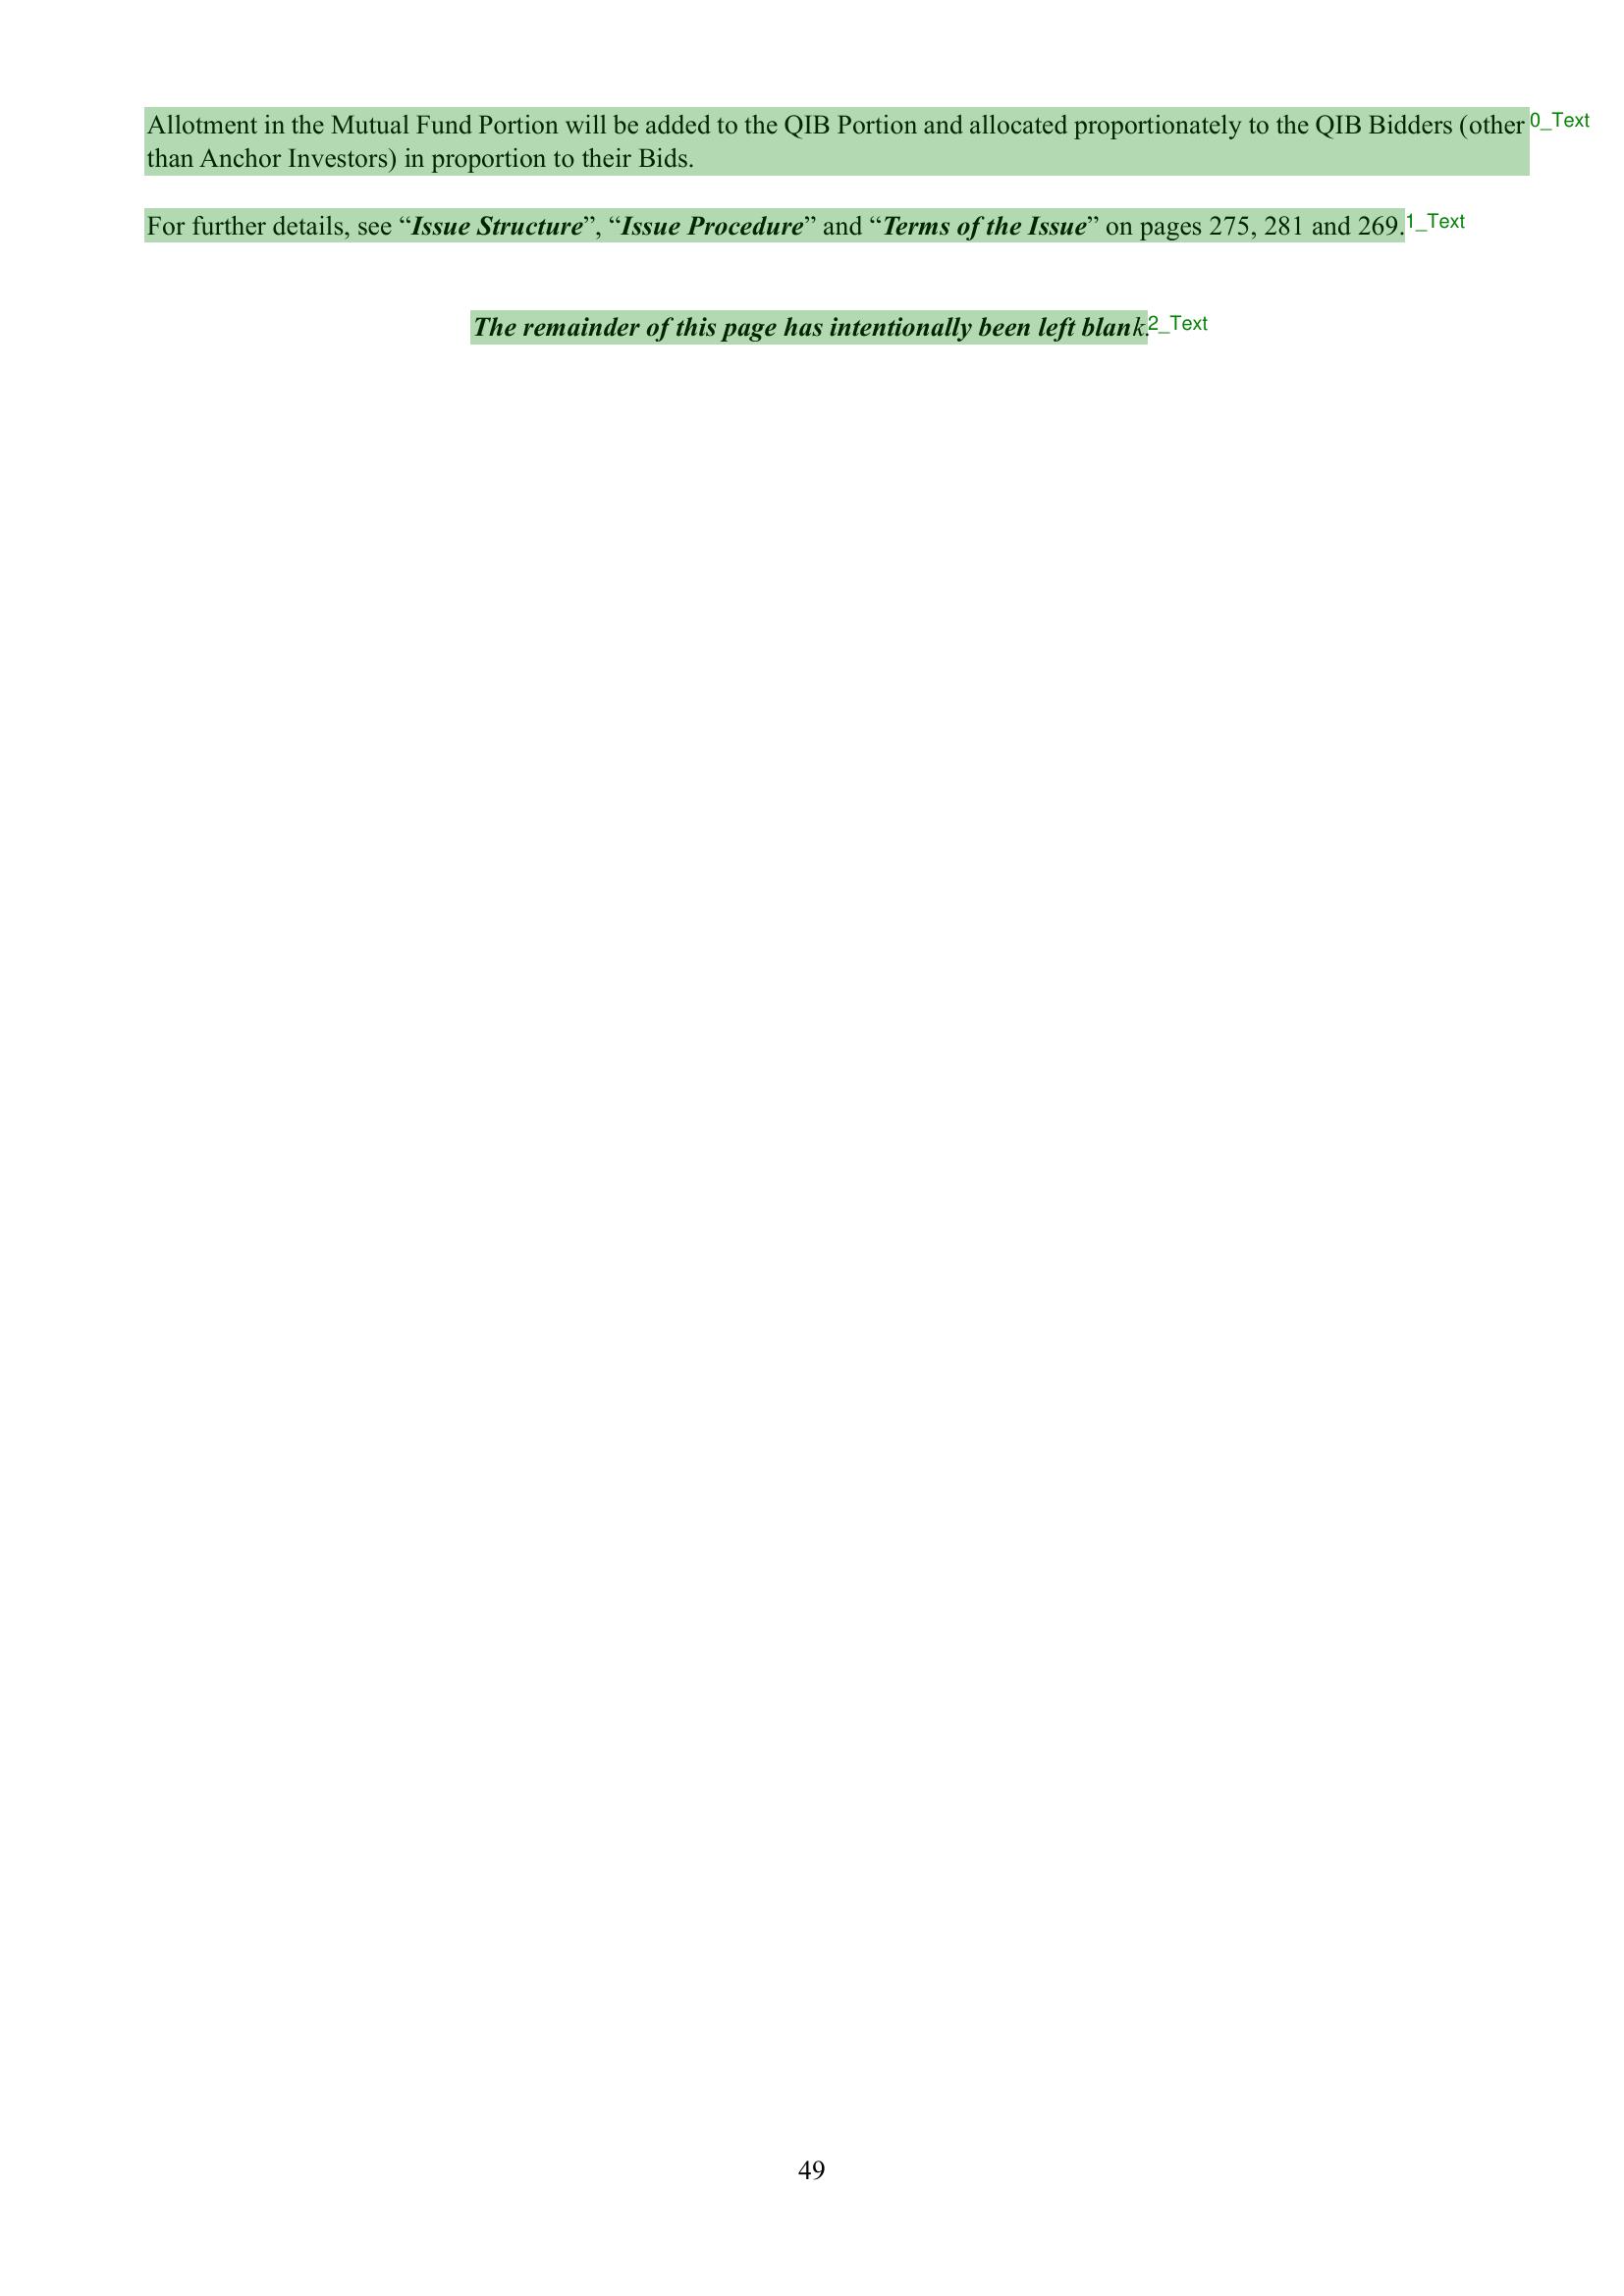 Allotment in the Mutual Fund Portion will be added to the QIB Portion and allocated proportionately to the QIB Bidders (other 0_Text
than Anchor Investors) in proportion to their Bids.
For further details, see “Issue Structure”, “Issue Procedure” and “Terms of the Issue” on pages 275, 281 and 269. 1_Text
The remainder of this page has intentionally been left blank. 2_Text
49